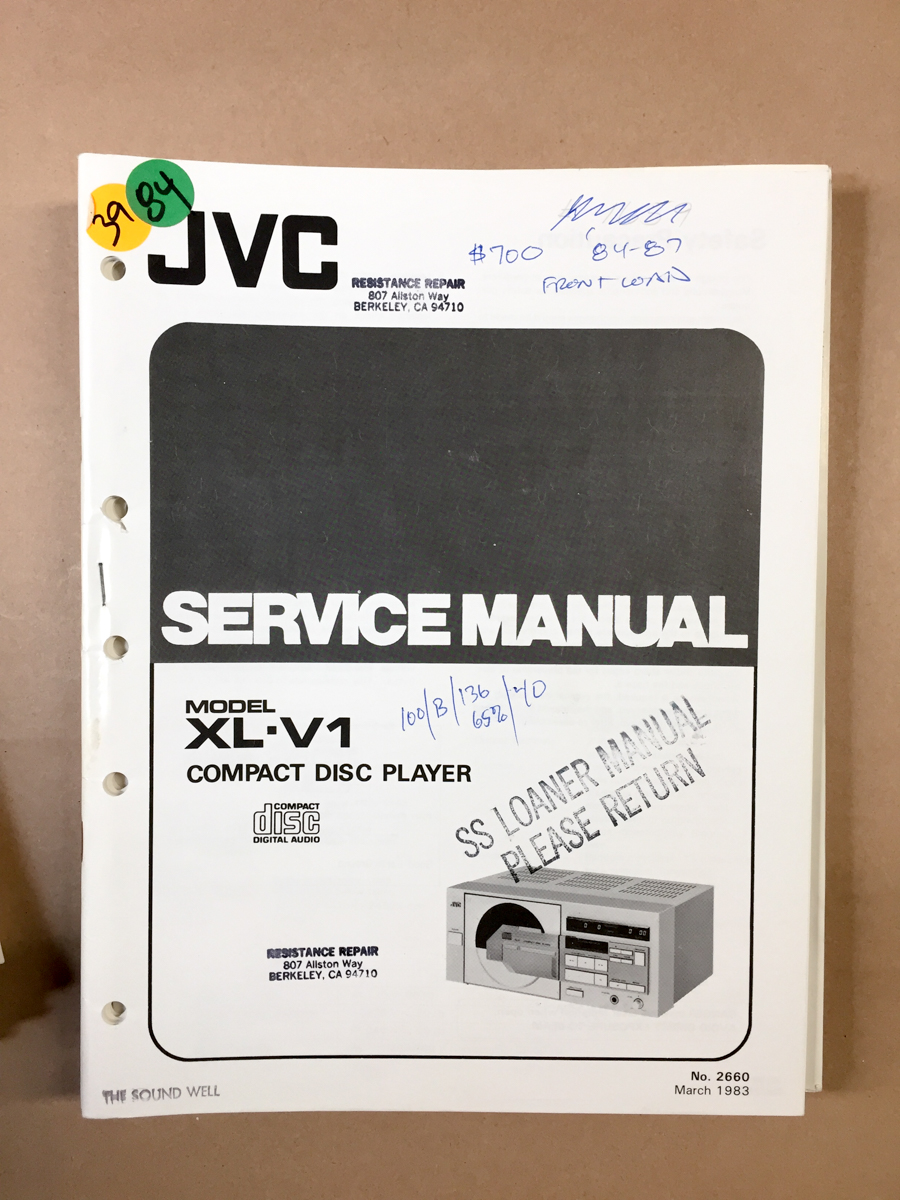 39
84
JVC
$700 '84-87
FRONT LOAD
RESISTANCE REPAIR
807 Allston Way
BERKELEY, CA 94710
SERVICE MANUAL
MODEL
XL·V1
100/B/136/40
65%
COMPACT DISC PLAYER
COMPACT
disc
DIGITAL AUDIO
SS LOANER MANUAL
PLEASE RETURN
JVC
RESISTANCE REPAIR
807 Allston Way
BERKELEY, CA 94710
THE SOUND WELL
No. 2660
March 1983